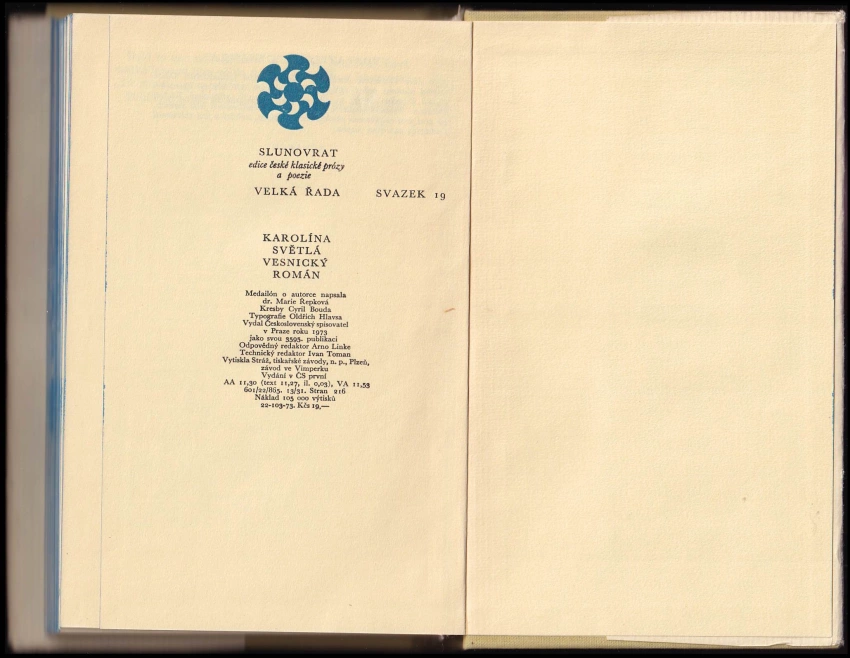 SLUNOVRAT
edice české klasické prózy
a poezie
VELKÁ ŘADA SVAZEK 19
KAROLÍNA
SVĚTLÁ
VESNICKÝ
ROMÁN
Medailón o autorce napsala
dr. Marie Řepková
Kresby Cyril Bouda
Typografie Oldřich Hlavsa
Vydal Československý spisovatel
v Praze roku 1973
jako svou 3595. publikaci
Odpovědný redaktor Arno Linke
Technický redaktor Ivan Toman
Vytiskla Stráž, tiskařské závody, n. p., Plzeň,
závod ve Vimperku
Vydání v ČS první
AA 11,30 (text 11,27, il. 0,03), VA 11,53
601/22/865. 13/31. Stran 216
Náklad 105 000 výtisků
22-103-73. Kčs 19,—